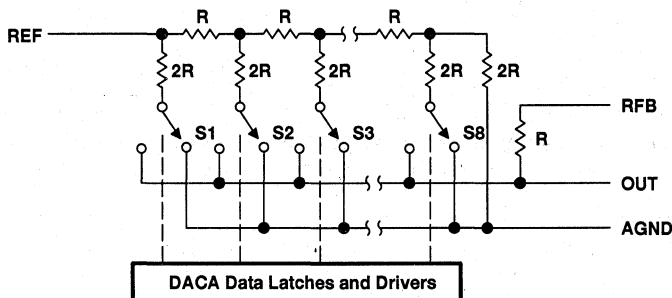 R R R
REF
2R 2R 2R 2R 2R
RFB
S1 S2 S3 S8
R
OUT
AGND
DACA Data Latches and Drivers